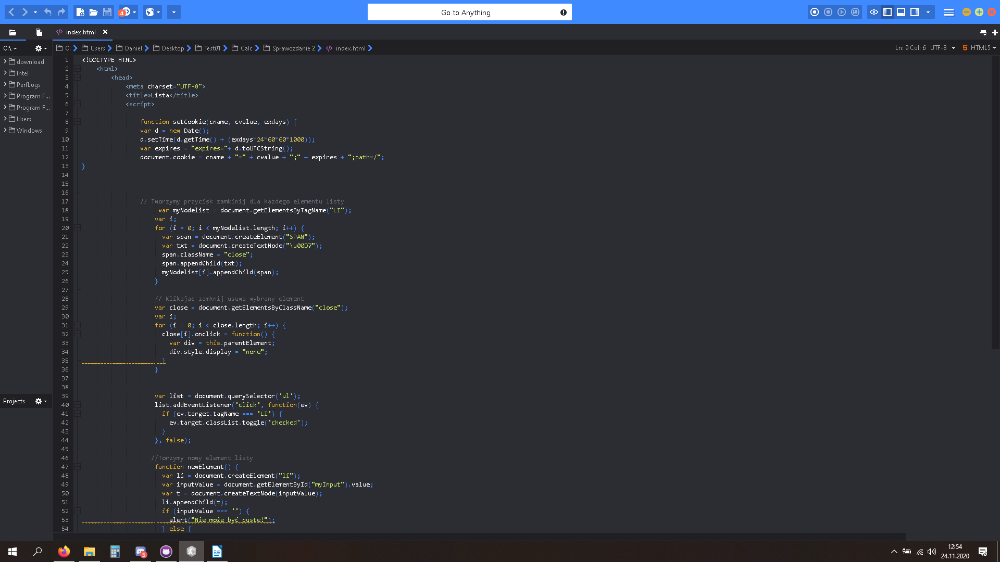 4
Go to Anything
index.html
C:\
C:
Users
Daniel
Desktop
Test01
Calc
Sprawozdanie 2
index.html
Ln: 9 Col: 6
UTF-8
HTML5
download
Intel
PerfLogs
Program F...
Program F...
Users
Windows
Projects
1 <!DOCTYPE HTML>
2 <html>
3 <head>
4 <meta charset="UTF-8">
5 <title>Lista</title>
6 <script>
7
8 function setCookie(cname, cvalue, exdays) {
9 var d = new Date();
10 d.setTime(d.getTime() + (exdays*24*60*60*1000));
11 var expires = "expires="+ d.toUTCString();
12 document.cookie = cname + "=" + cvalue + ";" + expires + ";path=/";
13 }
14
15
16
17 // Tworzymy przycisk zamkinij dla kazdego elementu listy
18 var myNodelist = document.getElementsByTagName("LI");
19 var i;
20 for (i = 0; i < myNodelist.length; i++) {
21 var span = document.createElement("SPAN");
22 var txt = document.createTextNode("\u00D7");
23 span.className = "close";
24 span.appendChild(txt);
25 myNodelist[i].appendChild(span);
26 }
27
28 // Klikajac zamknij usuwa wybrany element
29 var close = document.getElementsByClassName("close");
30 var i;
31 for (i = 0; i < close.length; i++) {
32 close[i].onclick = function() {
33 var div = this.parentElement;
34 div.style.display = "none";
35 }
36 }
37
38
39 var list = document.querySelector('ul');
40 list.addEventListener('click', function(ev) {
41 if (ev.target.tagName === 'LI') {
42 ev.target.classList.toggle('checked');
43 }
44 }, false);
45
46 //Torzymy nowy element listy
47 function newElement() {
48 var li = document.createElement("li");
49 var inputValue = document.getElementById("myInput").value;
50 var t = document.createTextNode(inputValue);
51 li.appendChild(t);
52 if (inputValue === '') {
53 alert("Nie może być puste!");
54 } else {
5
12:54
24.11.2020